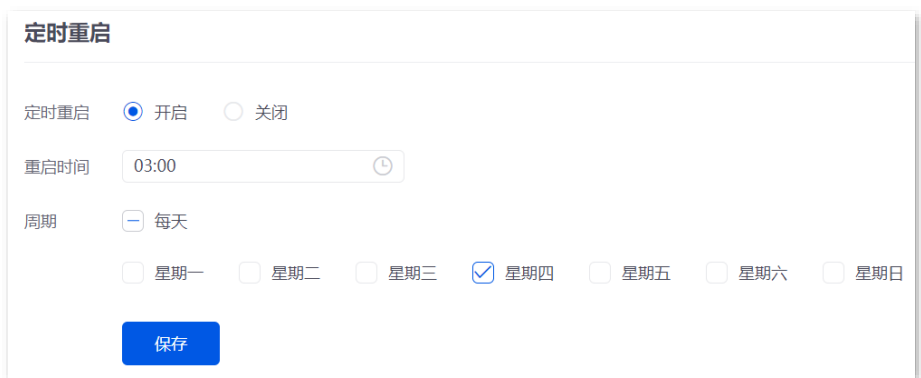 定时重启
定时重启 开启 关闭
重启时间 03:00
周期 每天
星期一 星期二 星期三 星期四 星期五 星期六 星期日
保存